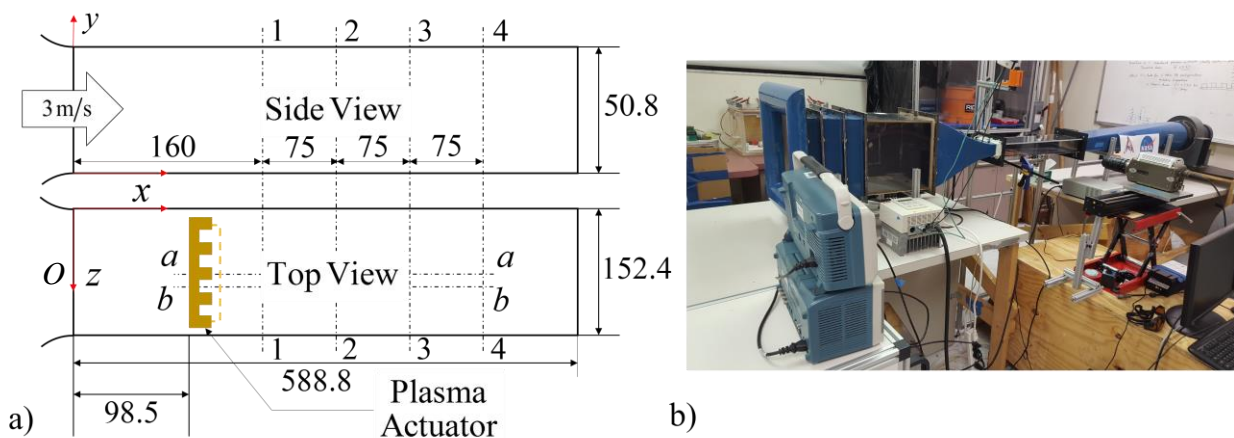 y
1 2 3 4
3 m/s
Side View
50.8
160 75 75 75
x
a a
O z
Top View
152.4
b b
1 2 3 4
588.8
Plasma
98.5
Actuator
a)
b)